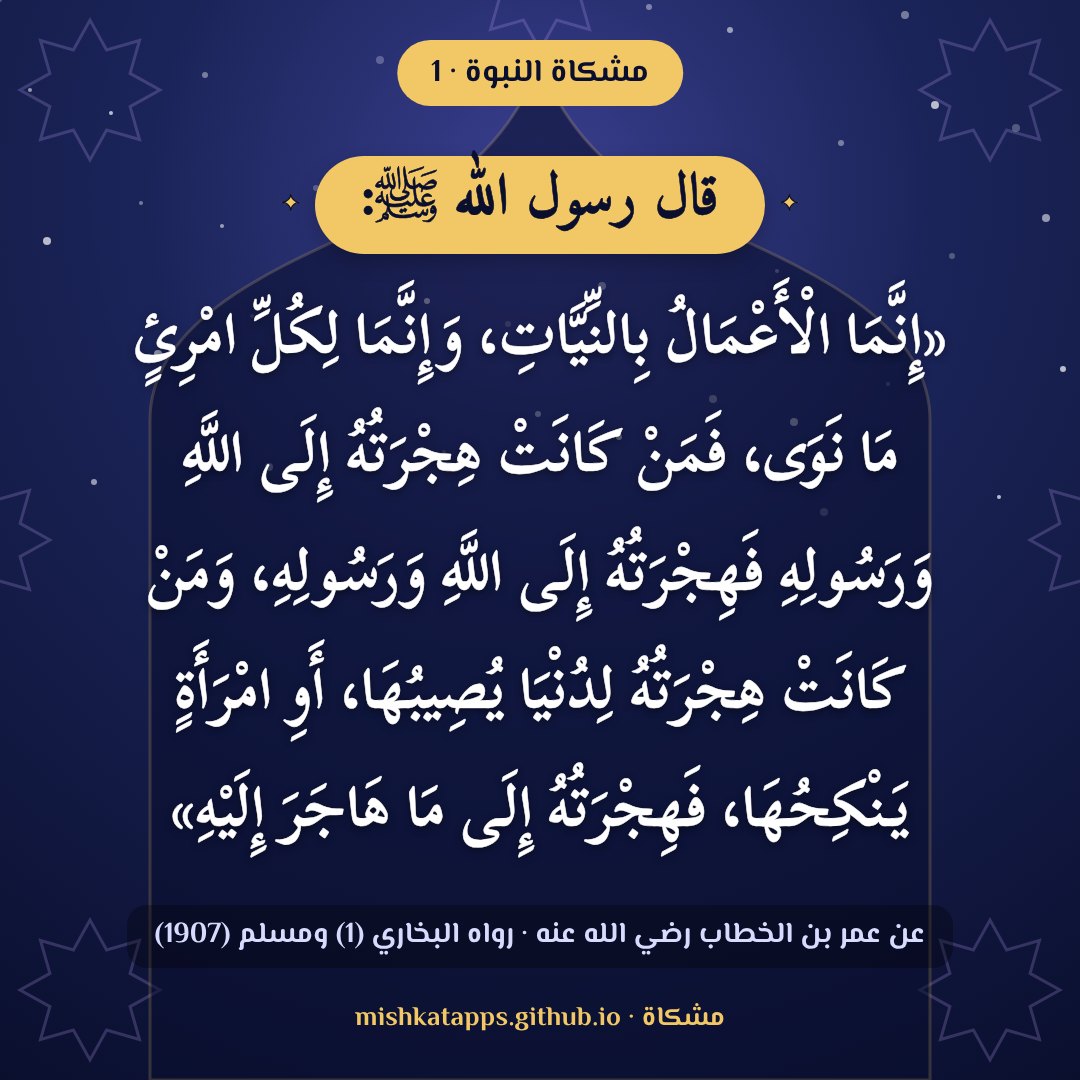 مشكاة النبوة · 1
قال رسول الله ﷺ:
«إِنَّمَا الْأَعْمَالُ بِالنِّيَّاتِ، وَإِنَّمَا لِكُلِّ امْرِئٍ
مَا نَوَى، فَمَنْ كَانَتْ هِجْرَتُهُ إِلَى اللَّهِ
وَرَسُولِهِ فَهِجْرَتُهُ إِلَى اللَّهِ وَرَسُولِهِ، وَمَنْ
كَانَتْ هِجْرَتُهُ لِدُنْيَا يُصِيبُهَا، أَوِ امْرَأَةٍ
يَنْكِحُهَا، فَهِجْرَتُهُ إِلَى مَا هَاجَرَ إِلَيْهِ»
عن عمر بن الخطاب رضي الله عنه · رواه البخاري (1) ومسلم (1907)
مشكاة · mishkatapps.github.io